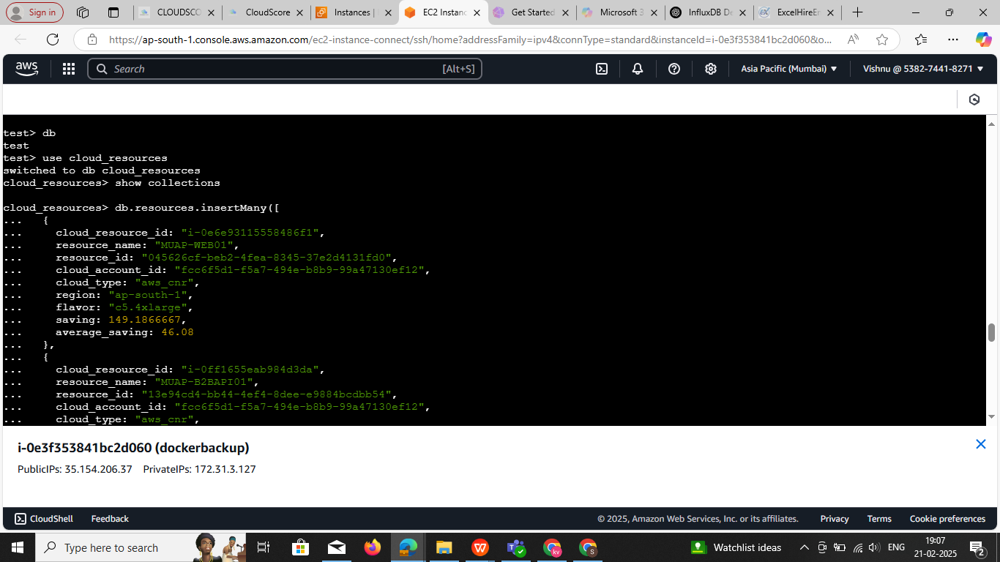 Sign in
CLOUDSCO
CloudScore
Instances |
EC2 Instanc
Get Started
Microsoft 3
InfluxDB De
ExcelHireEn
https://ap-south-1.console.aws.amazon.com/ec2-instance-connect/ssh/home?addressFamily=ipv4&connType=standard&instanceId=i-0e3f353841bc2d060&o...
aws
Search [Alt+S]
Asia Pacific (Mumbai)
Vishnu @ 5382-7441-8271
test> db
test
test> use cloud_resources
switched to db cloud_resources
cloud_resources> show collections
cloud_resources> db.resources.insertMany([
... {
... cloud_resource_id: "i-0e6e93115558486f1",
... resource_name: "MUAP-WEB01",
... resource_id: "045626cf-beb2-4fea-8345-37e2d4131fd0",
... cloud_account_id: "fcc6f5d1-f5a7-494e-b8b9-99a47130ef12",
... cloud_type: "aws_cnr",
... region: "ap-south-1",
... flavor: "c5.4xlarge",
... saving: 149.1866667,
... average_saving: 46.08
... },
... {
... cloud_resource_id: "i-0ff1655eab984d3da",
... resource_name: "MUAP-B2BAPI01",
... resource_id: "13e94cd4-bb44-4ef4-8dee-e9884bcdbb54",
... cloud_account_id: "fcc6f5d1-f5a7-494e-b8b9-99a47130ef12",
... cloud_type: "aws_cnr",
i-0e3f353841bc2d060 (dockerbackup)
PublicIPs: 35.154.206.37 PrivateIPs: 172.31.3.127
CloudShell Feedback © 2025, Amazon Web Services, Inc. or its affiliates. Privacy Terms Cookie preferences
Type here to search
Watchlist ideas
ENG
19:07
21-02-2025
2